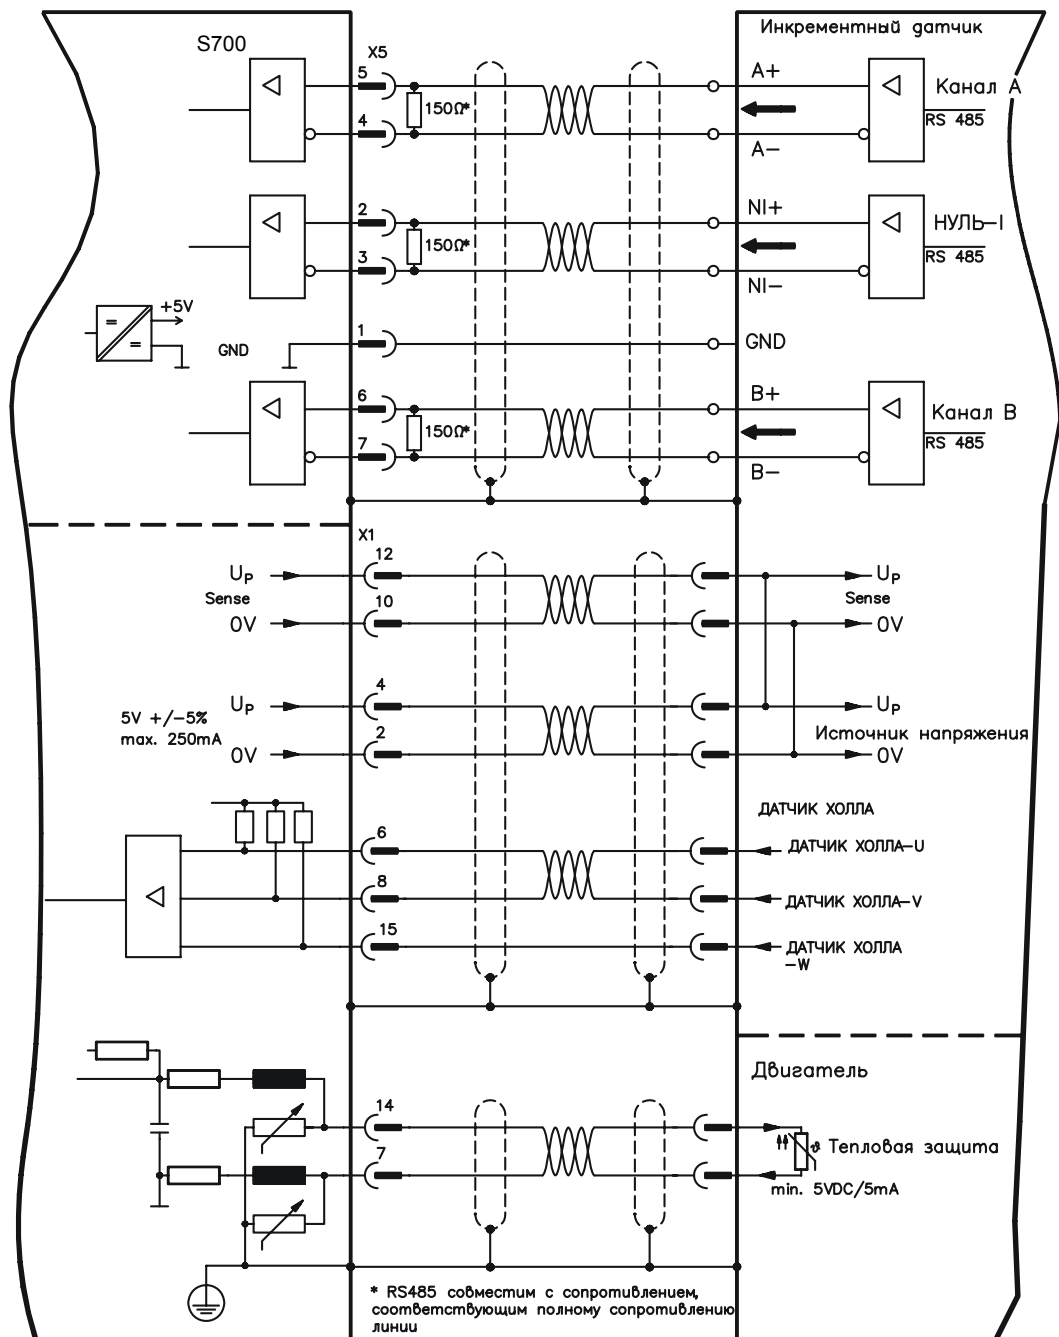 S700
Инкрементный датчик
X5
5
150Ω*
4
A+
A−
Канал A
RS 485
2
150Ω*
3
NI+
NI−
НУЛЬ−I
RS 485
+5V
GND
1
GND
6
150Ω*
7
B+
B−
Канал B
RS 485
X1
12
UP
Sense
10
0V
UP
Sense
0V
4
UP
5V +/−5%
max. 250mA
2
0V
UP
Источник напряжения
0V
ДАТЧИК ХОЛЛА
6
ДАТЧИК ХОЛЛА−U
8
ДАТЧИК ХОЛЛА−V
15
ДАТЧИК ХОЛЛА
−W
Двигатель
14
7
ϑ Тепловая защита
min. 5VDC/5mA
* RS485 совместим с сопротивлением,
соответствующим полному сопротивлению
линии